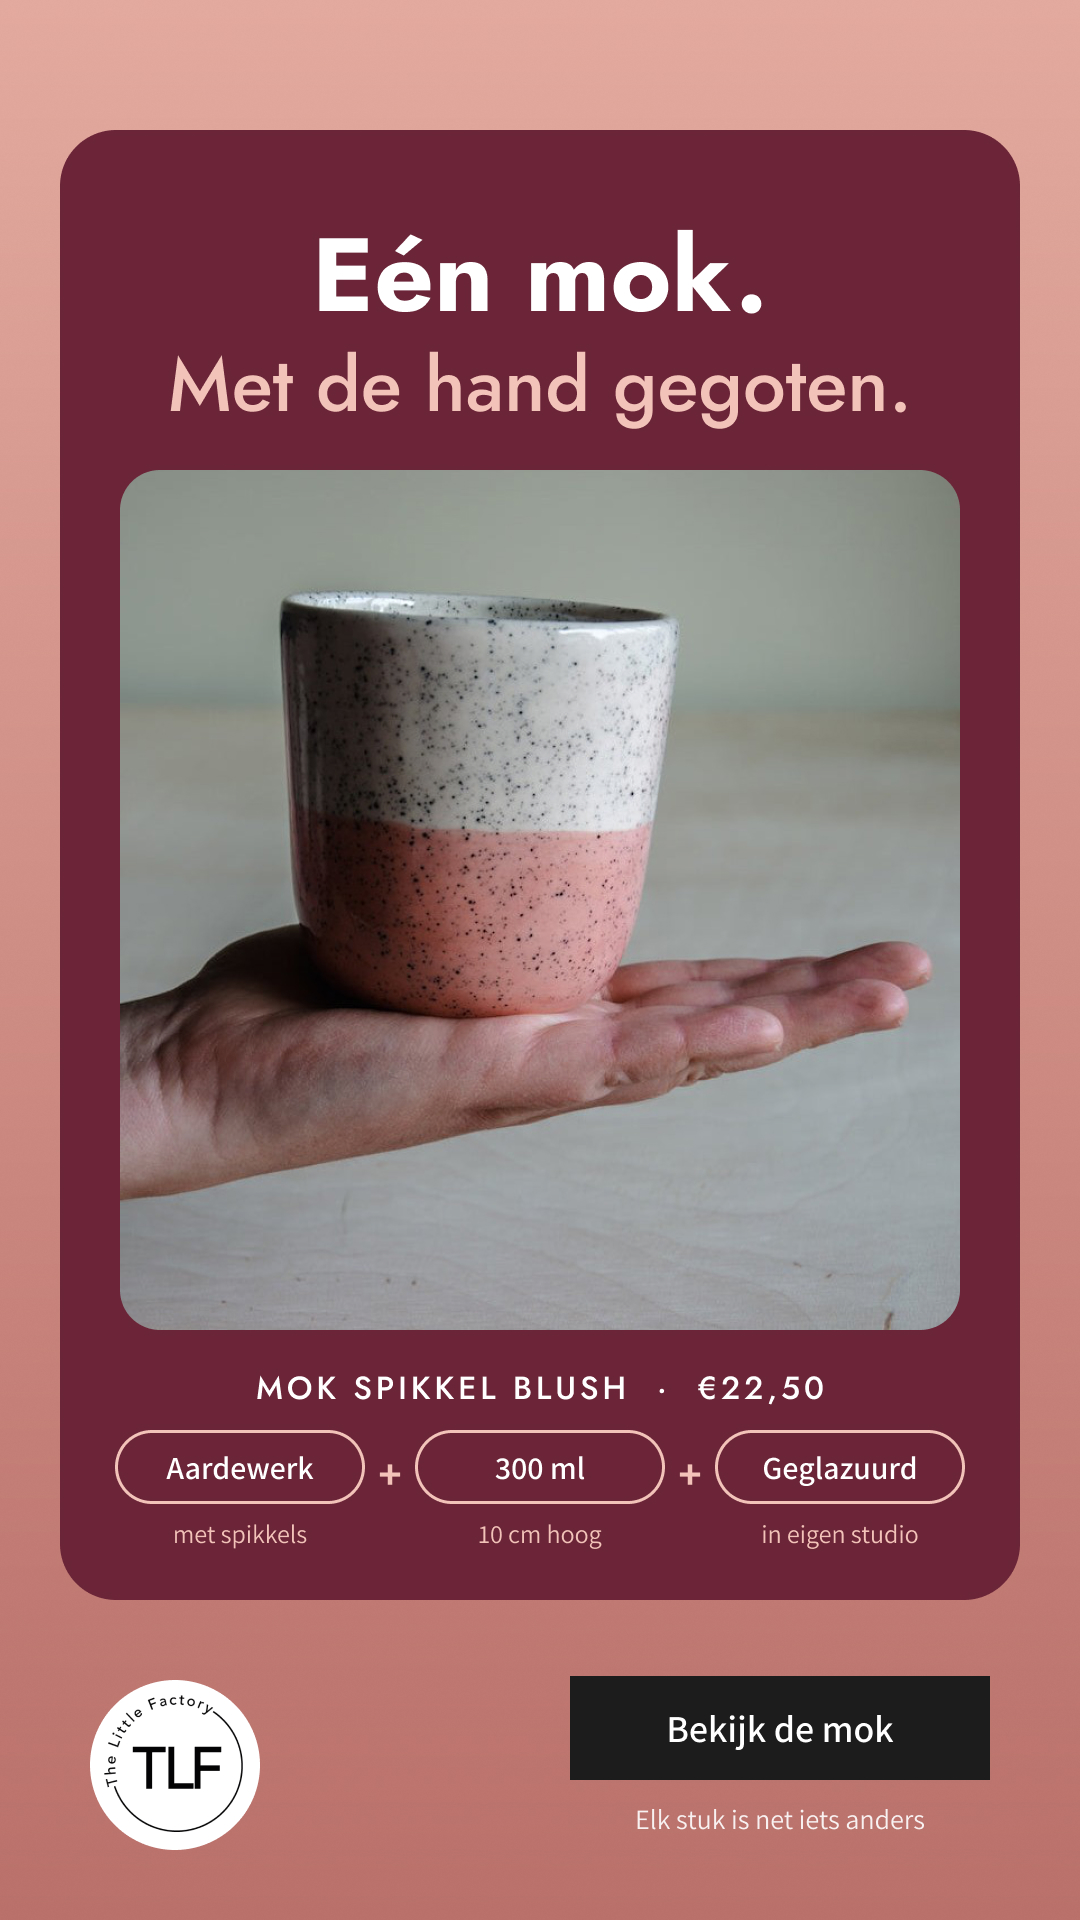 Eén mok.
Met de hand gegoten.
MOK SPIKKEL BLUSH · €22,50
Aardewerk + 300 ml + Geglazuurd
met spikkels 10 cm hoog in eigen studio
The Little Factory
TLF
Bekijk de mok
Elk stuk is net iets anders